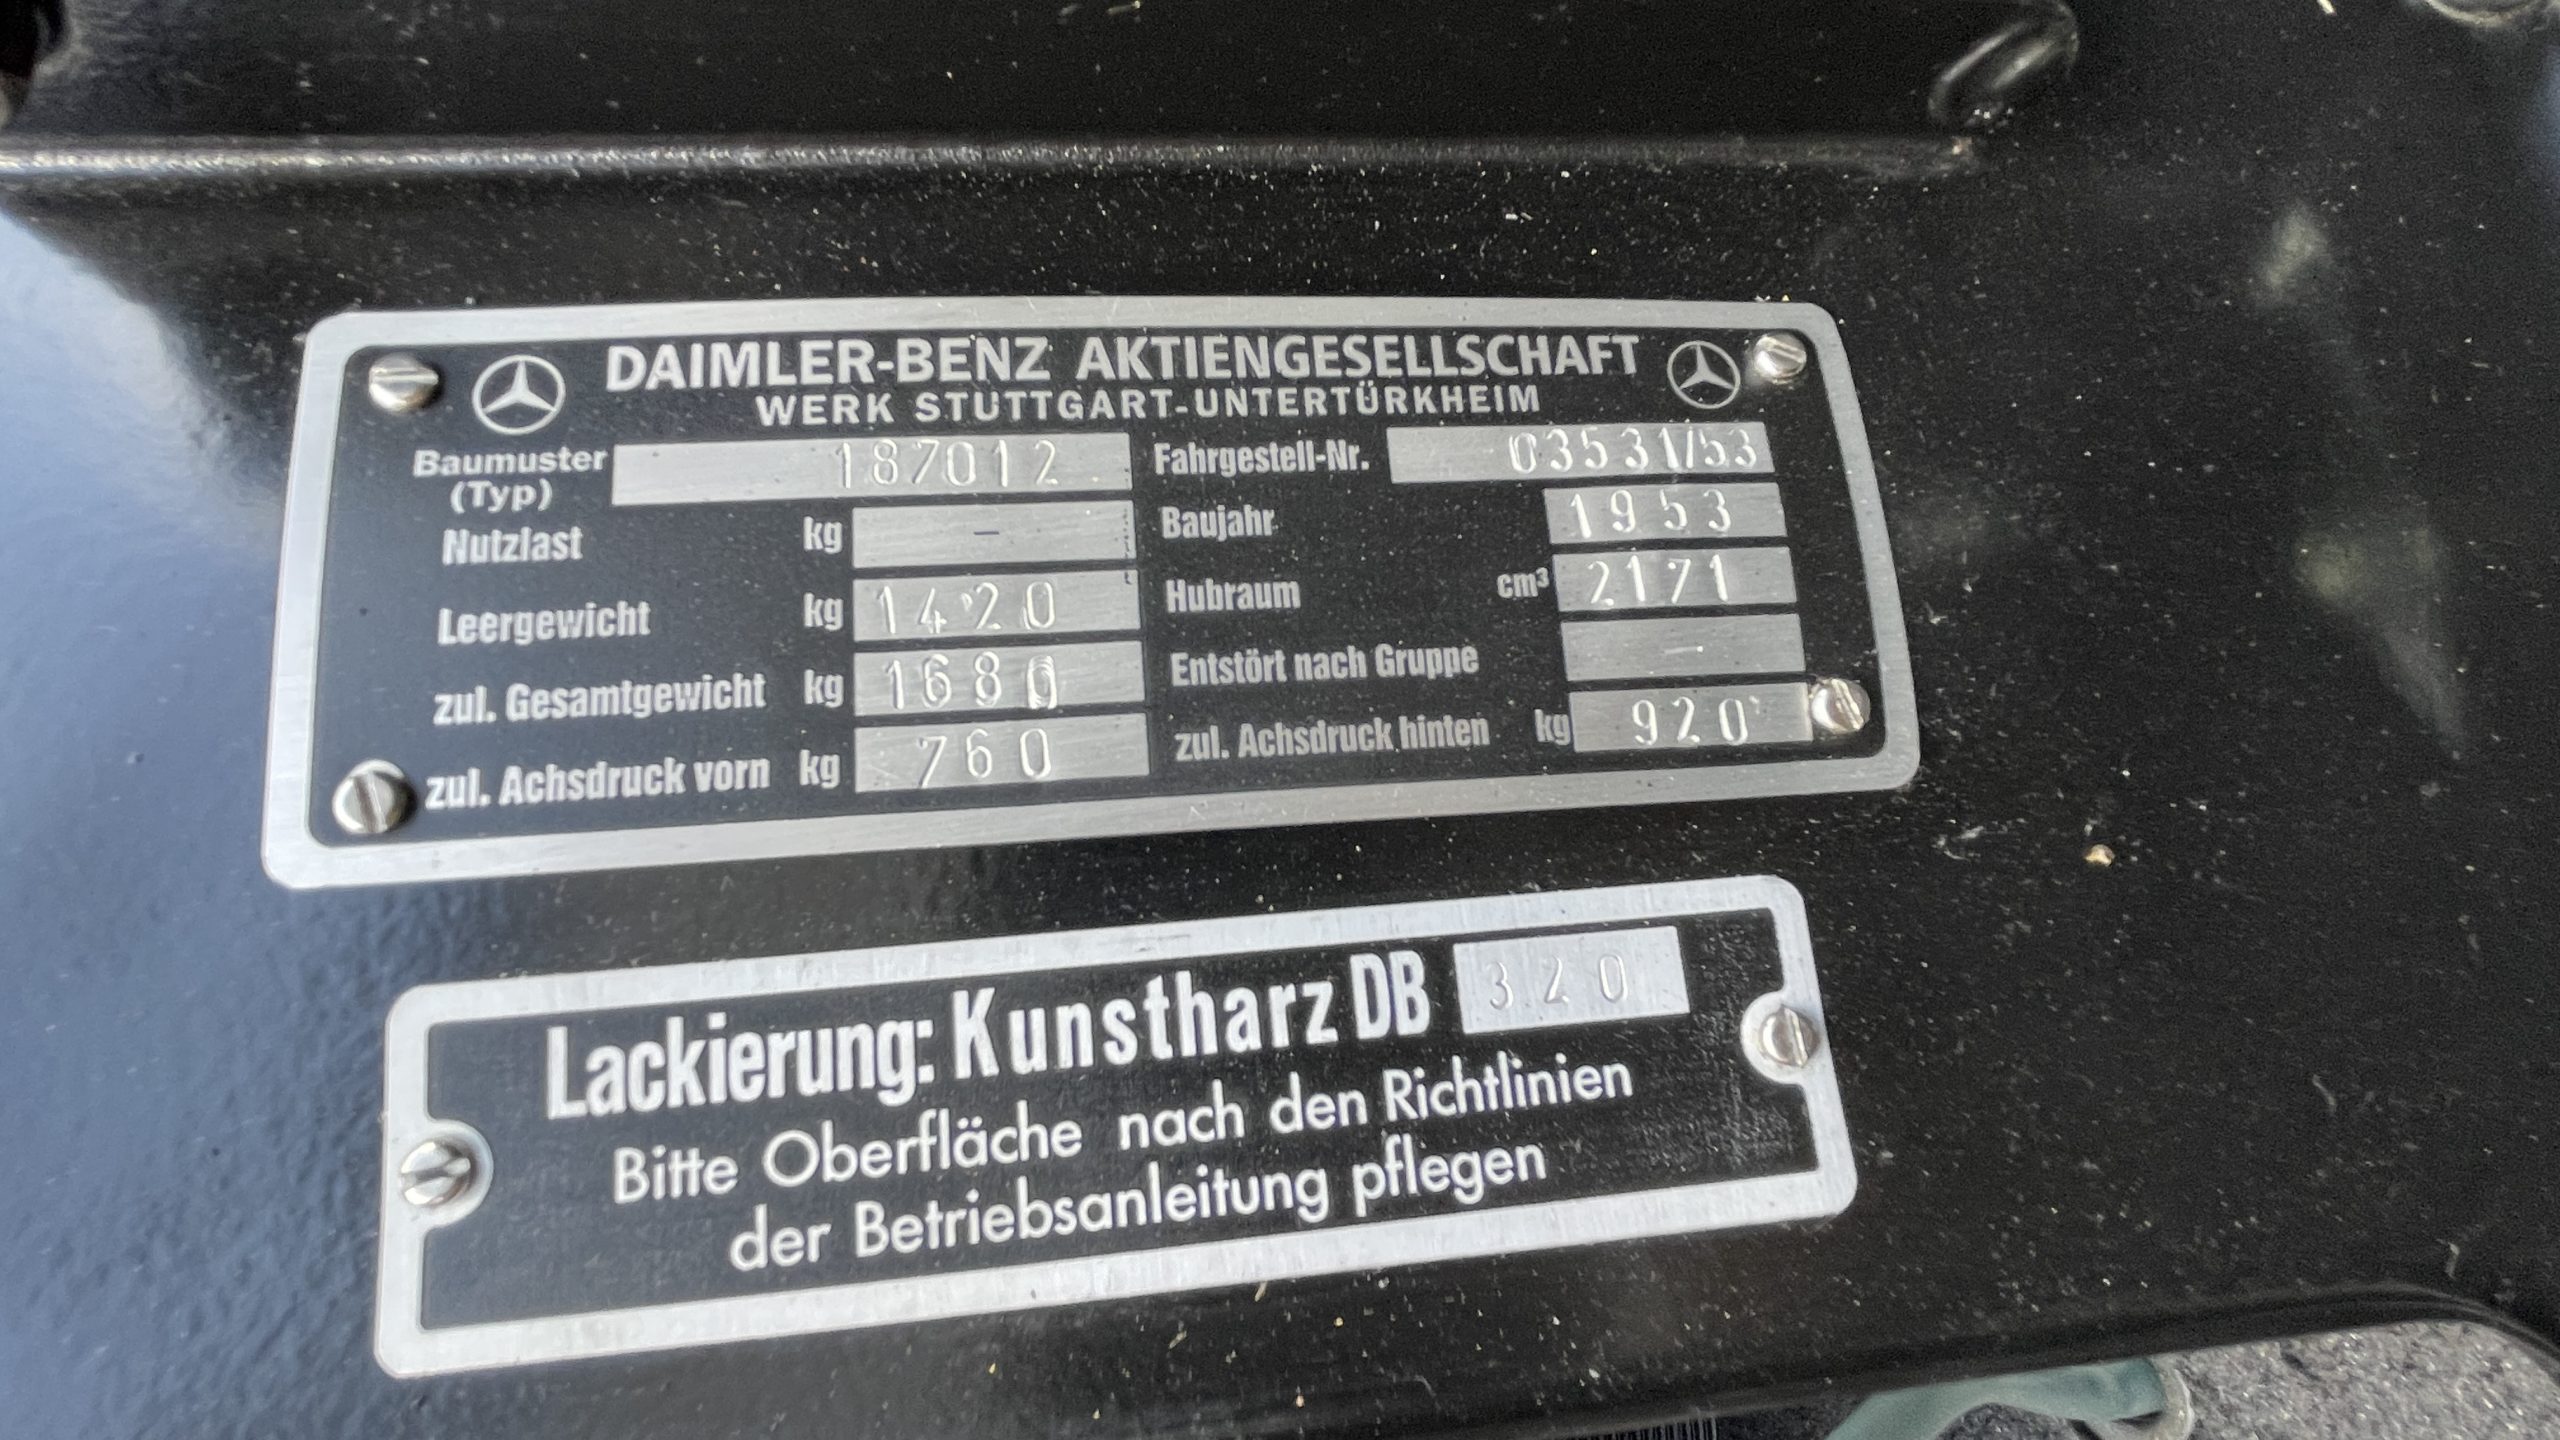 DAIMLER-BENZ AKTIENGESELLSCHAFT
WERK STUTTGART-UNTERTÜRKHEIM
Baumuster (Typ) 187012
Fahrgestell-Nr. 03531/53
Nutzlast kg -
Baujahr 1953
Leergewicht kg 1420
Hubraum cm³ 2171
zul. Gesamtgewicht kg 1680
Entstört nach Gruppe -
zul. Achsdruck vorn kg 760
zul. Achsdruck hinten kg 920
Lackierung: Kunstharz DB 320
Bitte Oberfläche nach den Richtlinien
der Betriebsanleitung pflegen